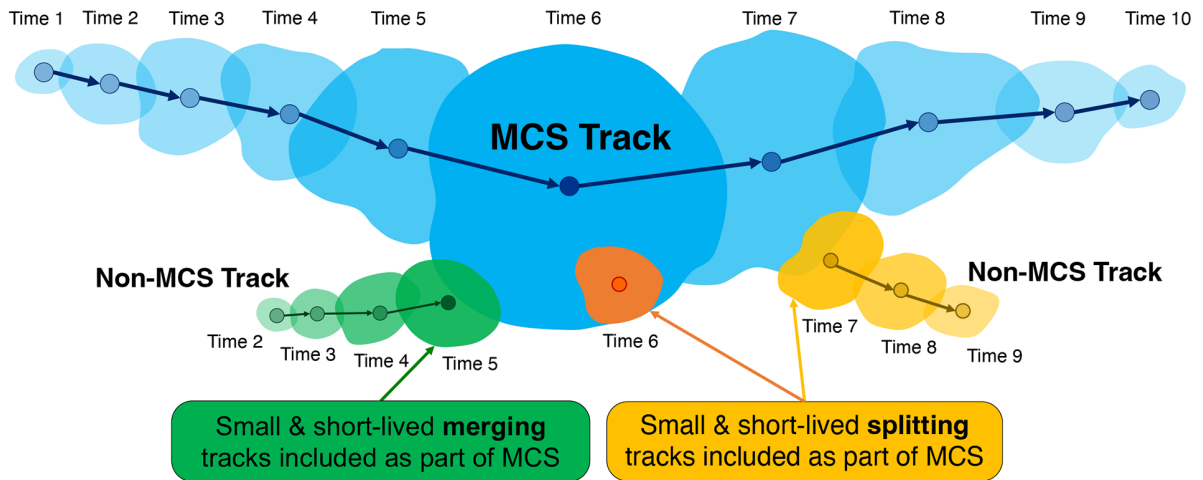 Time 1
Time 2
Time 3
Time 4
Time 5
Time 6
Time 7
Time 8
Time 9
Time 10
MCS Track
Non-MCS Track
Time 2
Time 3
Time 4
Time 5
Time 6
Non-MCS Track
Time 7
Time 8
Time 9
Small & short-lived merging
tracks included as part of MCS
Small & short-lived splitting
tracks included as part of MCS